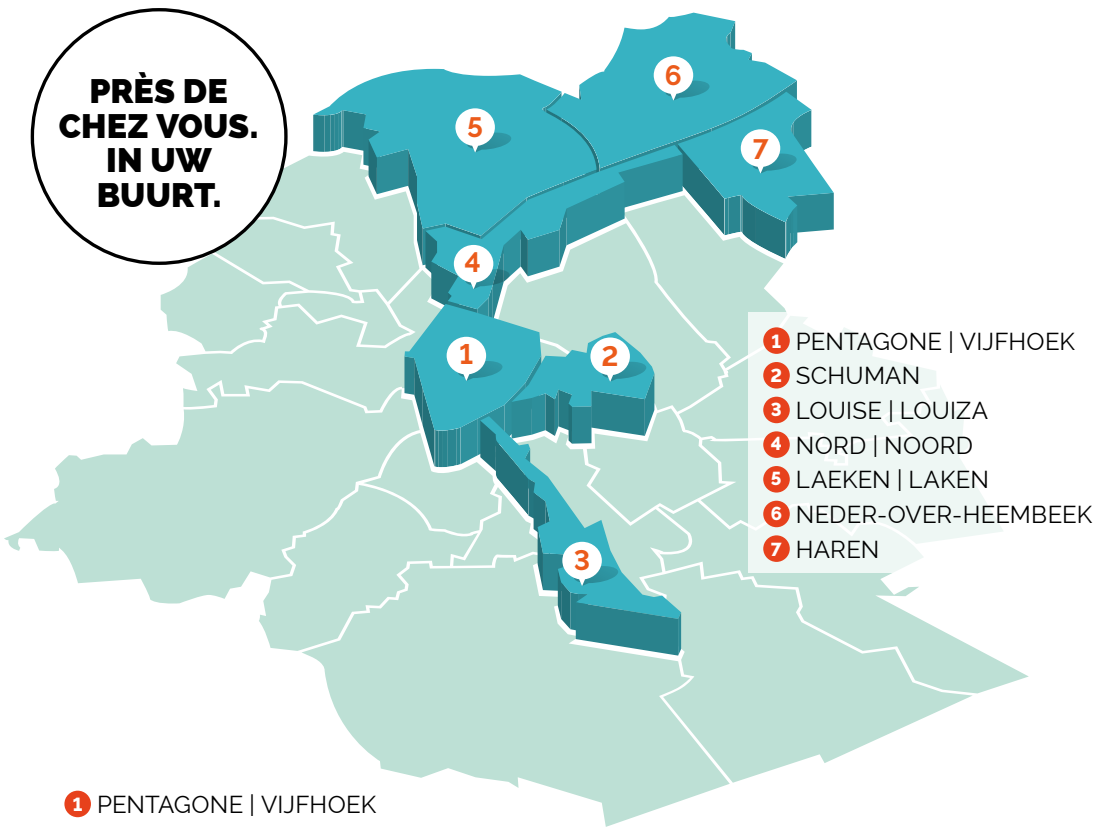 PRÈS DE
CHEZ VOUS.
IN UW
BUURT.
6
5
7
4
1
2
3
1 PENTAGONE | VIJFHOEK
2 SCHUMAN
3 LOUISE | LOUIZA
4 NORD | NOORD
5 LAEKEN | LAKEN
6 NEDER-OVER-HEEMBEEK
7 HAREN
1 PENTAGONE | VIJFHOEK